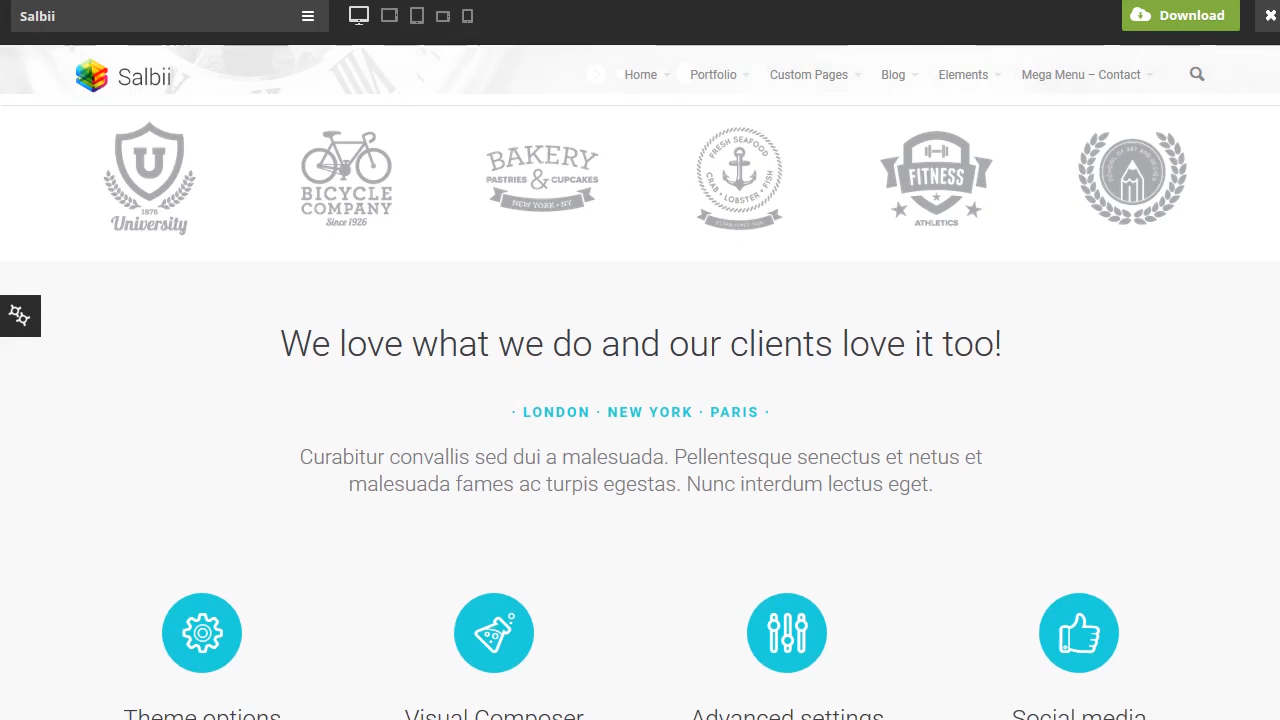 Salbii
Download
Salbii
Home
Portfolio
Custom Pages
Blog
Elements
Mega Menu – Contact
U
1876
University
BICYCLE
COMPANY
Since 1926
BAKERY
PASTRIES & CUPCAKES
NEW YORK • NY
FRESH SEAFOOD
CRAB • LOBSTER • FISH
FITNESS
ATHLETICS
We love what we do and our clients love it too!
· LONDON · NEW YORK · PARIS ·
Curabitur convallis sed dui a malesuada. Pellentesque senectus et netus et
malesuada fames ac turpis egestas. Nunc interdum lectus eget.
Theme options
Visual Composer
Advanced settings
Social media